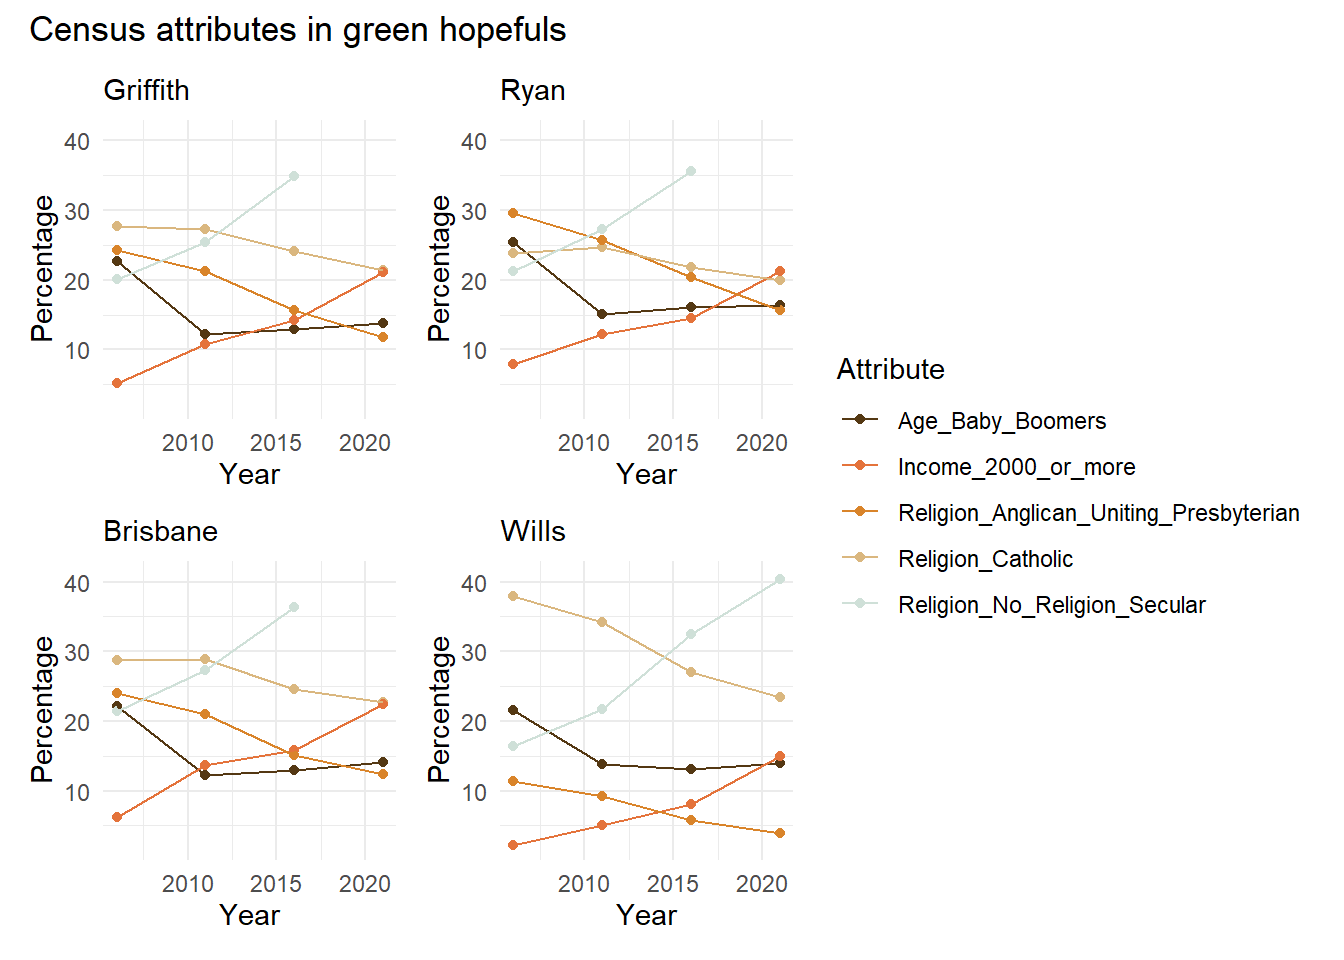 Census attributes in green hopefuls
Griffith
40
30
20
10
Percentage
2010 2015 2020
Year
Ryan
40
30
20
10
Percentage
2010 2015 2020
Year
Brisbane
40
30
20
10
Percentage
2010 2015 2020
Year
Wills
40
30
20
10
Percentage
2010 2015 2020
Year
Attribute
Age_Baby_Boomers
Income_2000_or_more
Religion_Anglican_Uniting_Presbyterian
Religion_Catholic
Religion_No_Religion_Secular